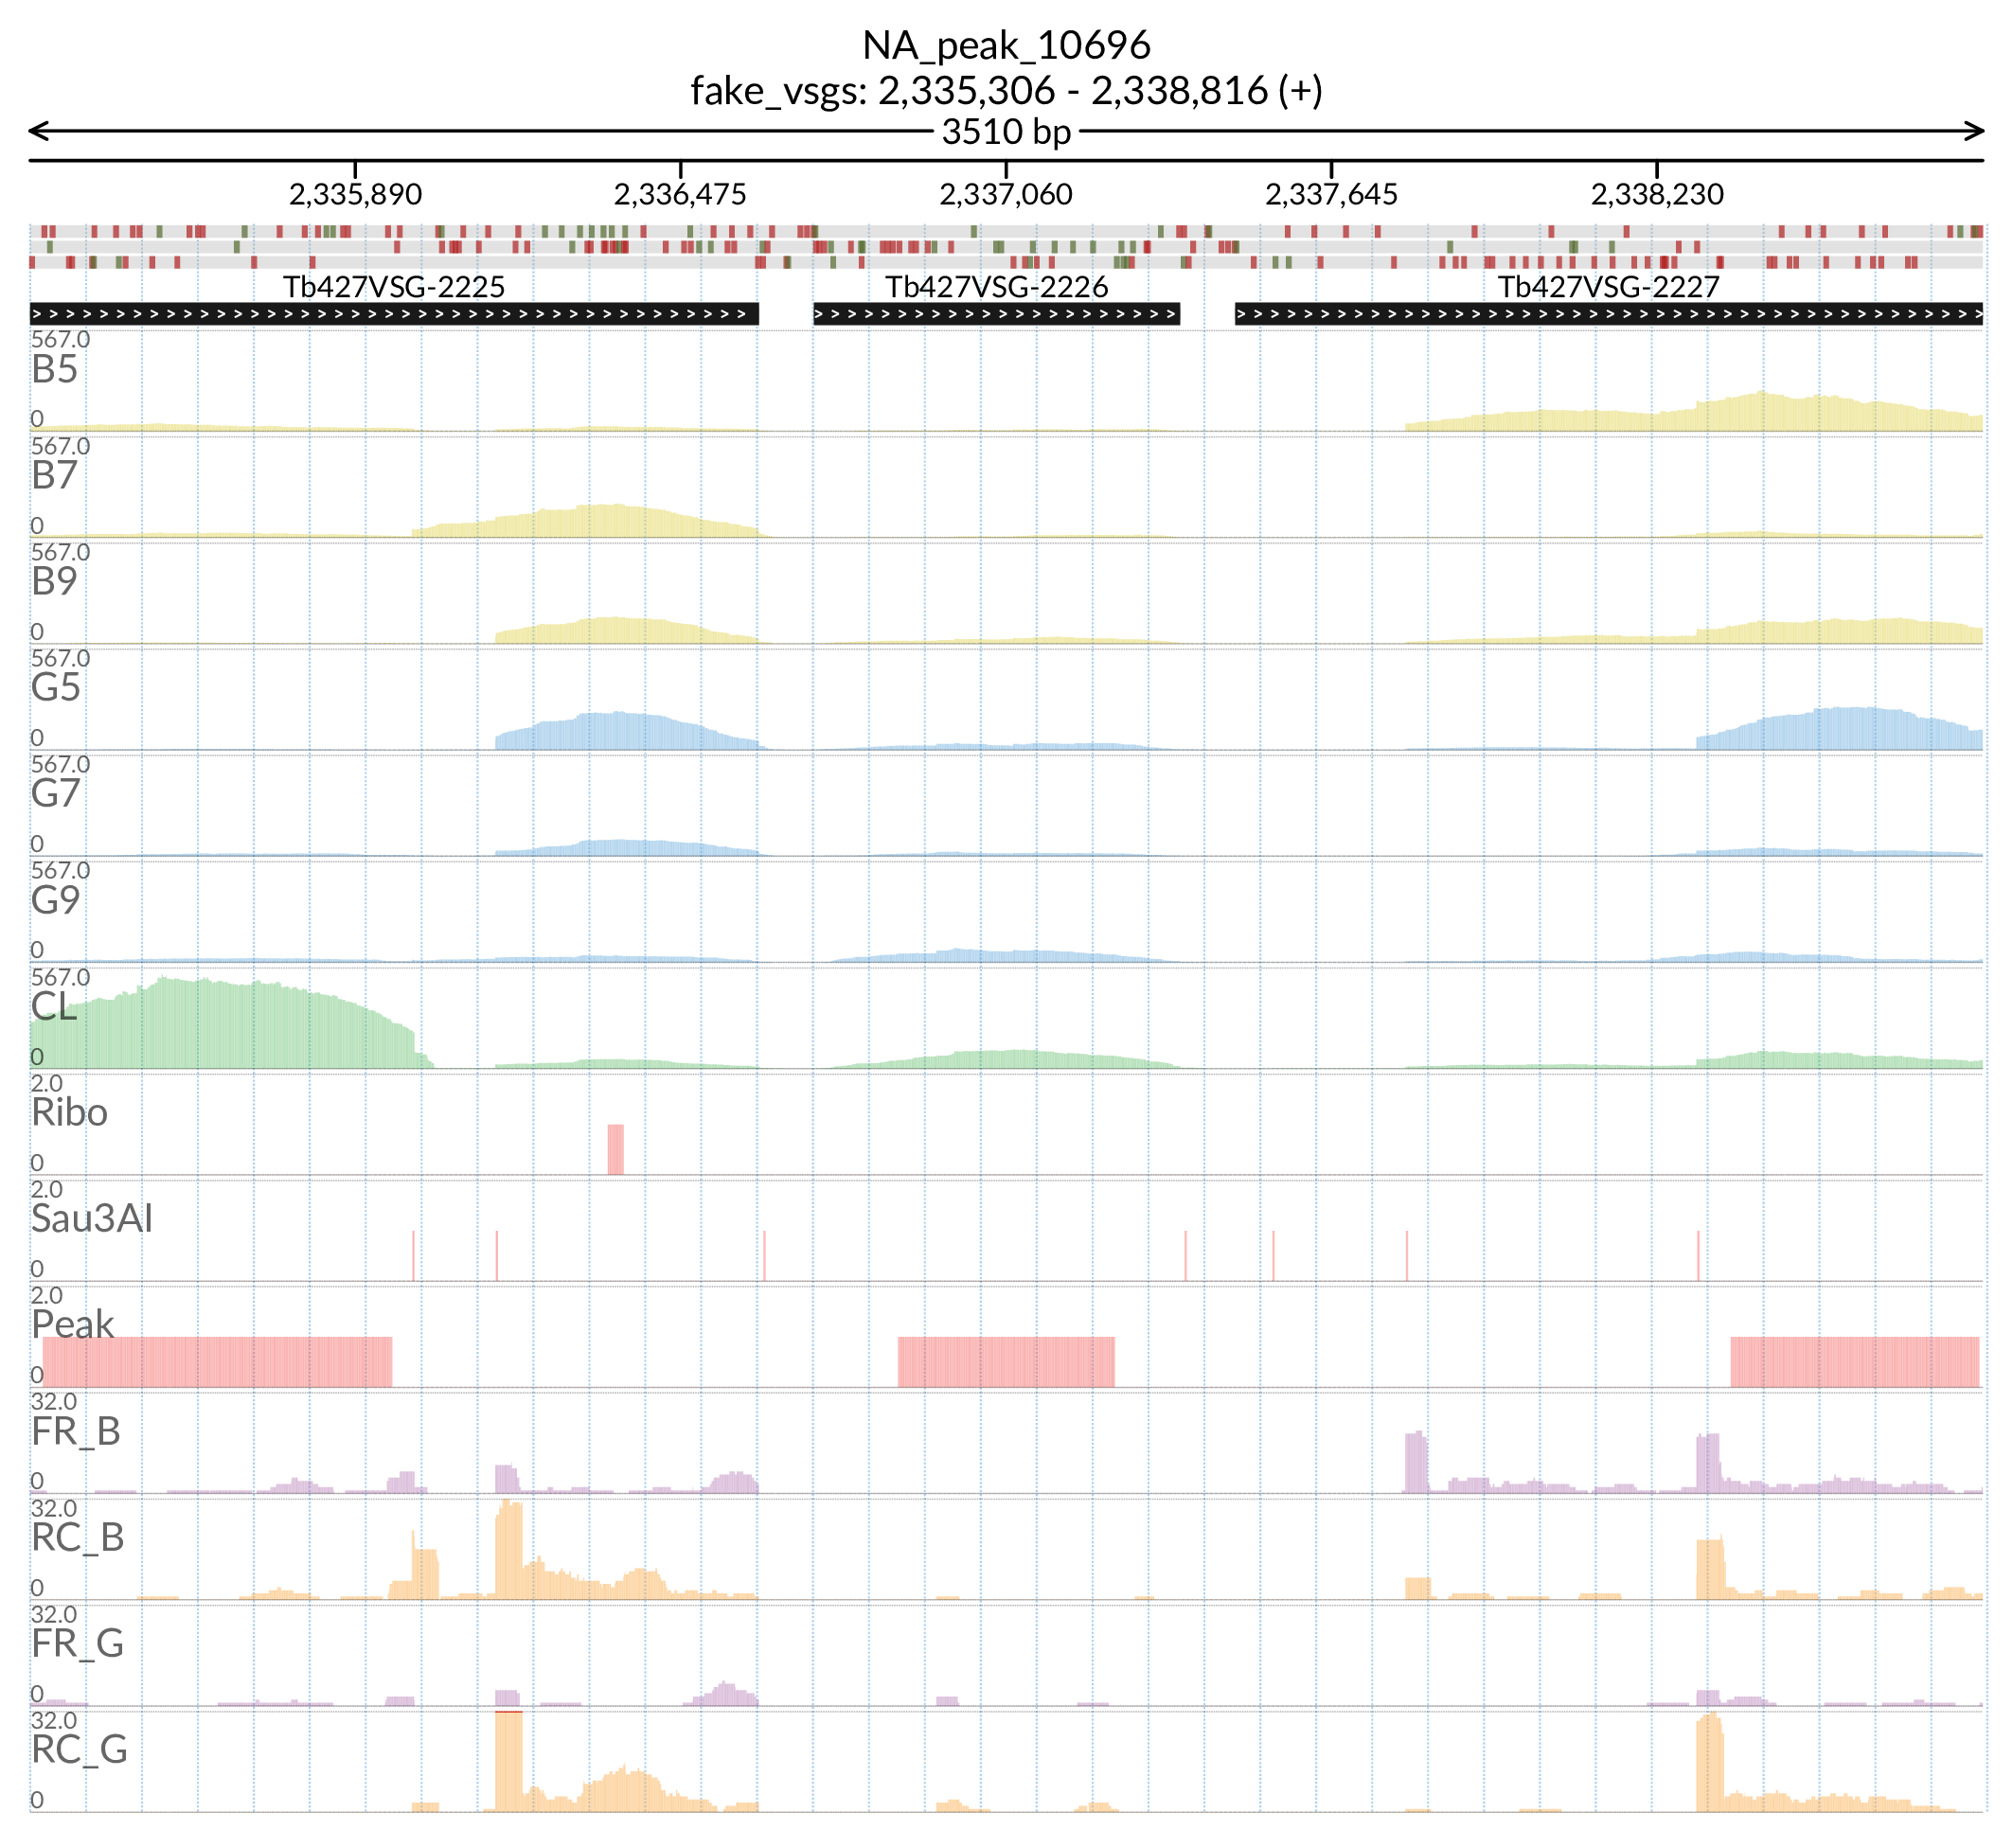 NA_peak_10696
fake_vsgs: 2,335,306 - 2,338,816 (+)
3510 bp
2,335,890 2,336,475 2,337,060 2,337,645 2,338,230
Tb427VSG-2225 Tb427VSG-2226 Tb427VSG-2227
567.0
B5
0
567.0
B7
0
567.0
B9
0
567.0
G5
0
567.0
G7
0
567.0
G9
0
567.0
CL
0
2.0
Ribo
0
2.0
Sau3AI
0
2.0
Peak
0
32.0
FR_B
0
32.0
RC_B
0
32.0
FR_G
0
32.0
RC_G
0